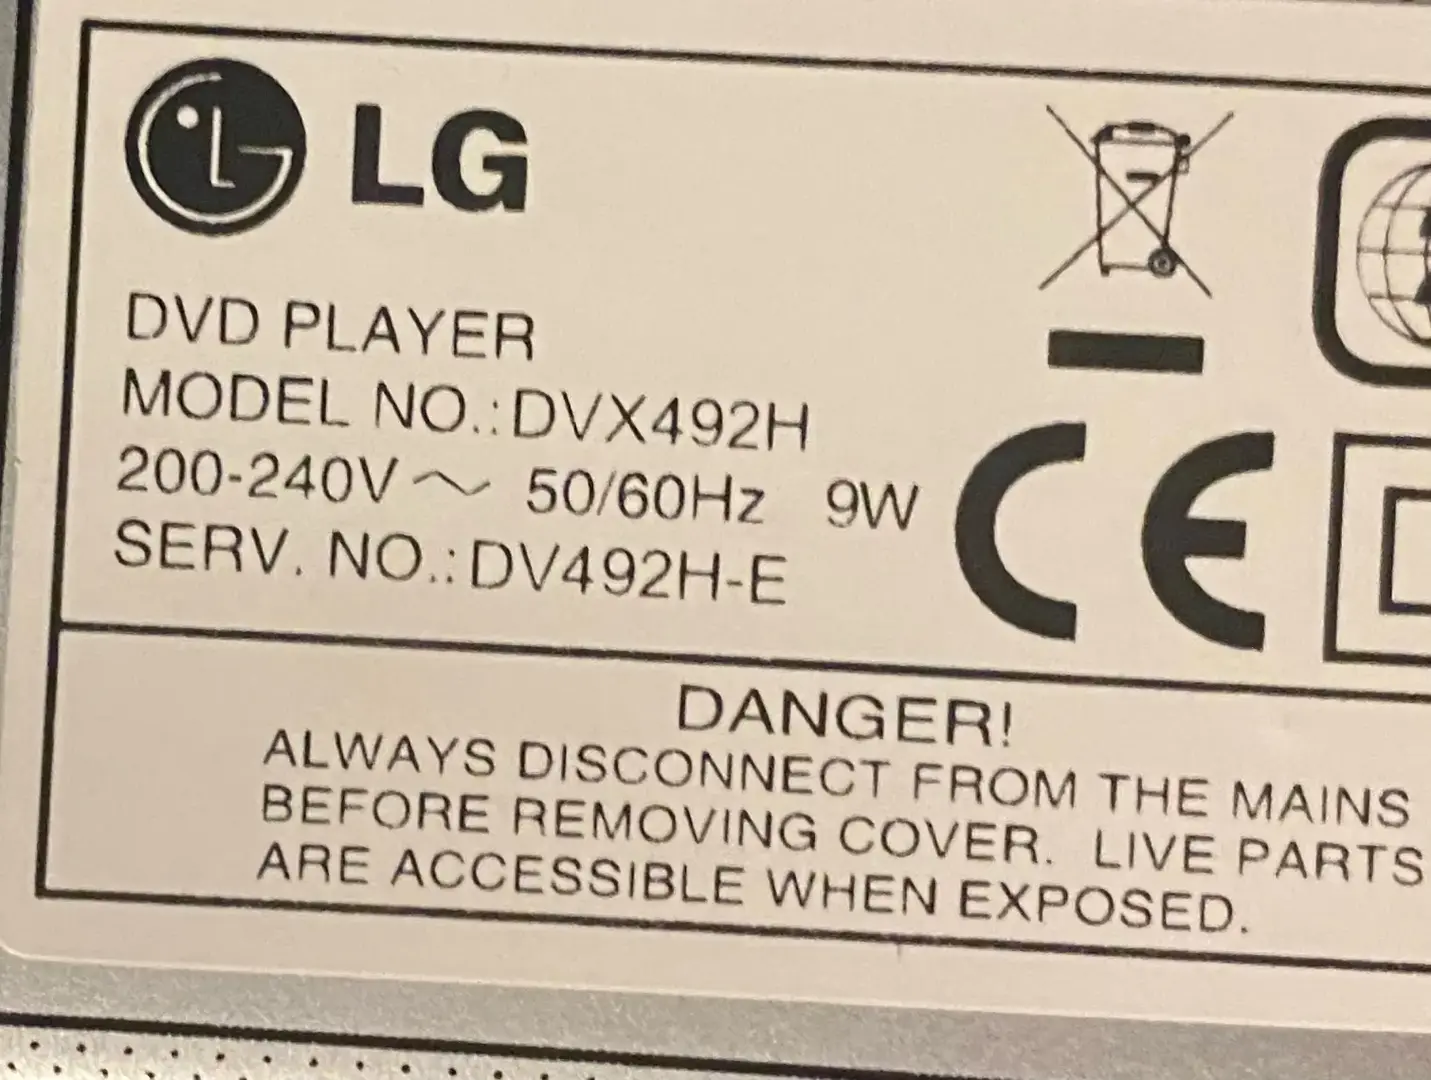 LG
DVD PLAYER
MODEL NO.:DVX492H
200-240V～ 50/60Hz 9W
SERV. NO.:DV492H-E
CE
DANGER!
ALWAYS DISCONNECT FROM THE MAINS
BEFORE REMOVING COVER. LIVE PARTS
ARE ACCESSIBLE WHEN EXPOSED.